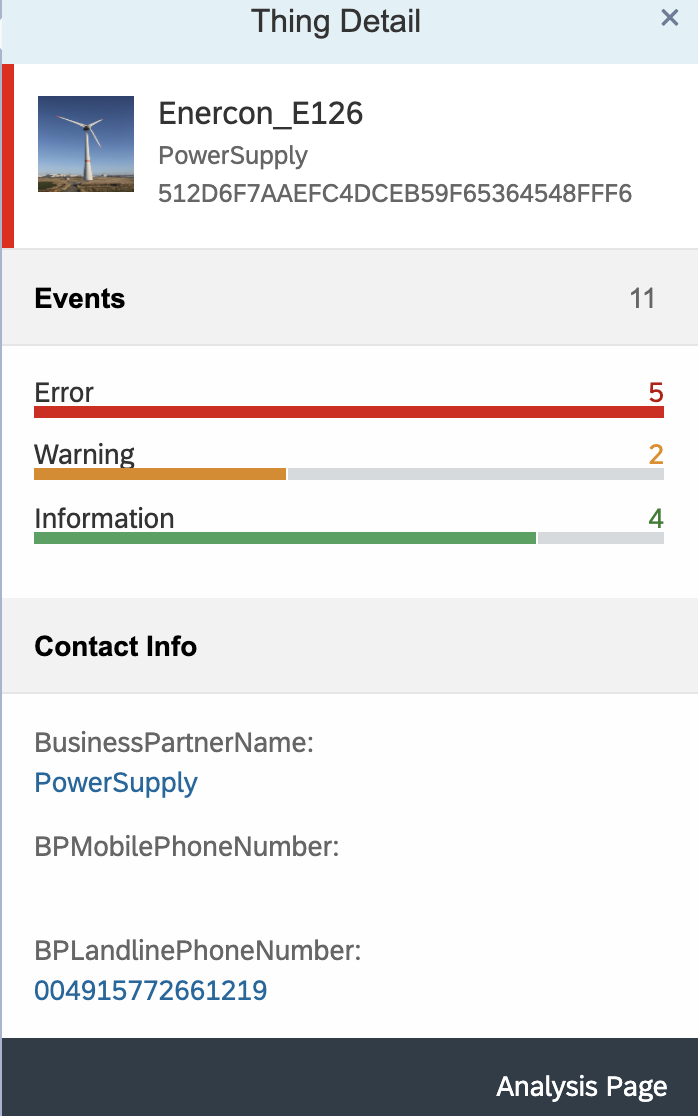 Thing Detail
Enercon_E126
PowerSupply
512D6F7AAEFC4DCEB59F65364548FFF6
Events 11
Error 5
Warning 2
Information 4
Contact Info
BusinessPartnerName:
PowerSupply
BPMobilePhoneNumber:
BPLandlinePhoneNumber:
004915772661219
Analysis Page